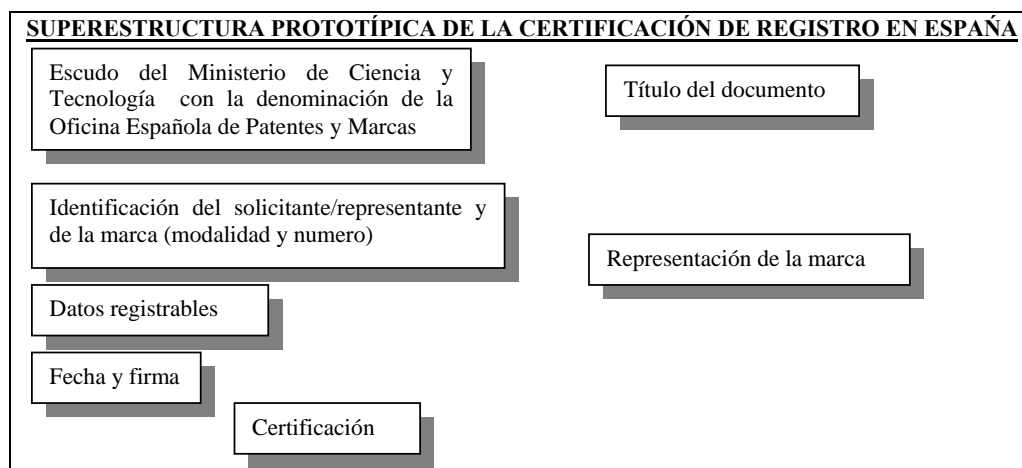 SUPERESTRUCTURA PROTOTÍPICA DE LA CERTIFICACIÓN DE REGISTRO EN ESPAŃA
Escudo del Ministerio de Ciencia y
Tecnología con la denominación de la
Oficina Española de Patentes y Marcas
Título del documento
Identificación del solicitante/representante y
de la marca (modalidad y numero)
Representación de la marca
Datos registrables
Fecha y firma
Certificación